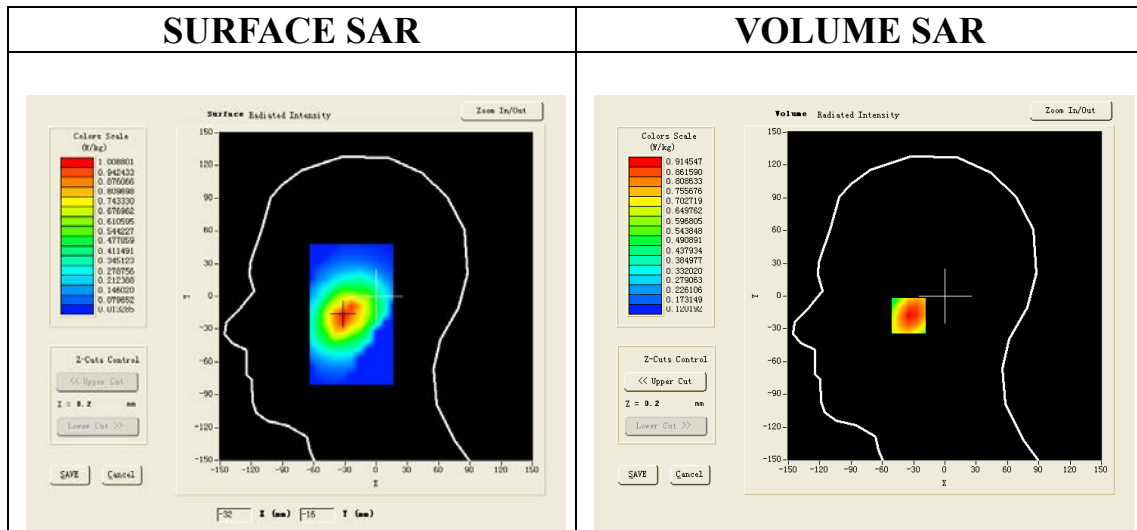 SURFACE SAR
VOLUME SAR
Surface Radiated Intensity
Zoom In/Out
Colors Scale
(W/kg)
1.008801
0.942433
0.876066
0.809698
0.743330
0.676962
0.610595
0.544227
0.477859
0.411491
0.345123
0.278756
0.212388
0.146020
0.079652
0.013285
150
120
90
60
30
0
-30
-60
-90
-120
-150
Y
-150 -120 -90 -60 -30 0 30 60 90 120 150
X
Z-Cuts Control
<< Upper Cut
Z = 0.2 mm
Lower Cut >>
SAVE Cancel
-32 X (mm) -16 Y (mm)
Volume Radiated Intensity
Zoom In/Out
Colors Scale
(W/kg)
0.914547
0.861590
0.808633
0.755676
0.702719
0.649762
0.596805
0.543848
0.490891
0.437934
0.384977
0.332020
0.279063
0.226106
0.173149
0.120192
150
120
90
60
30
0
-30
-60
-90
-120
-150
Y
-150 -120 -90 -60 -30 0 30 60 90 120 150
X
Z-Cuts Control
<< Upper Cut
Z = 0.2 mm
Lower Cut >>
SAVE Cancel